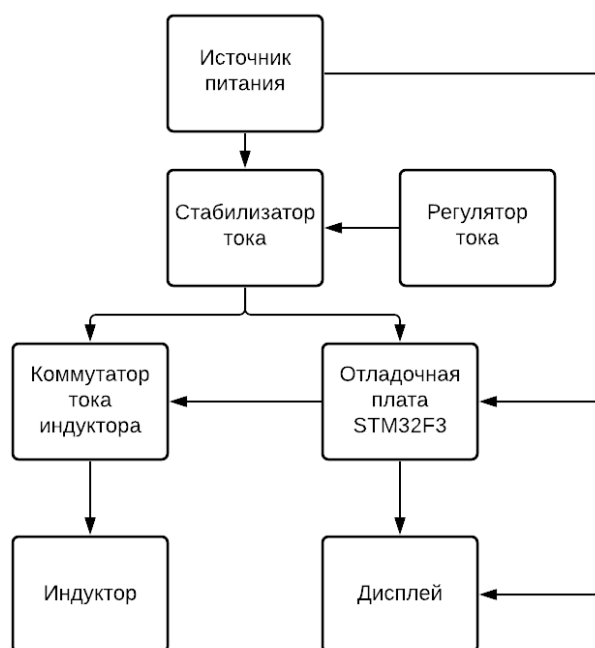 Источник
питания
Стабилизатор
тока
Регулятор
тока
Коммутатор
тока
индуктора
Отладочная
плата
STM32F3
Индуктор
Дисплей